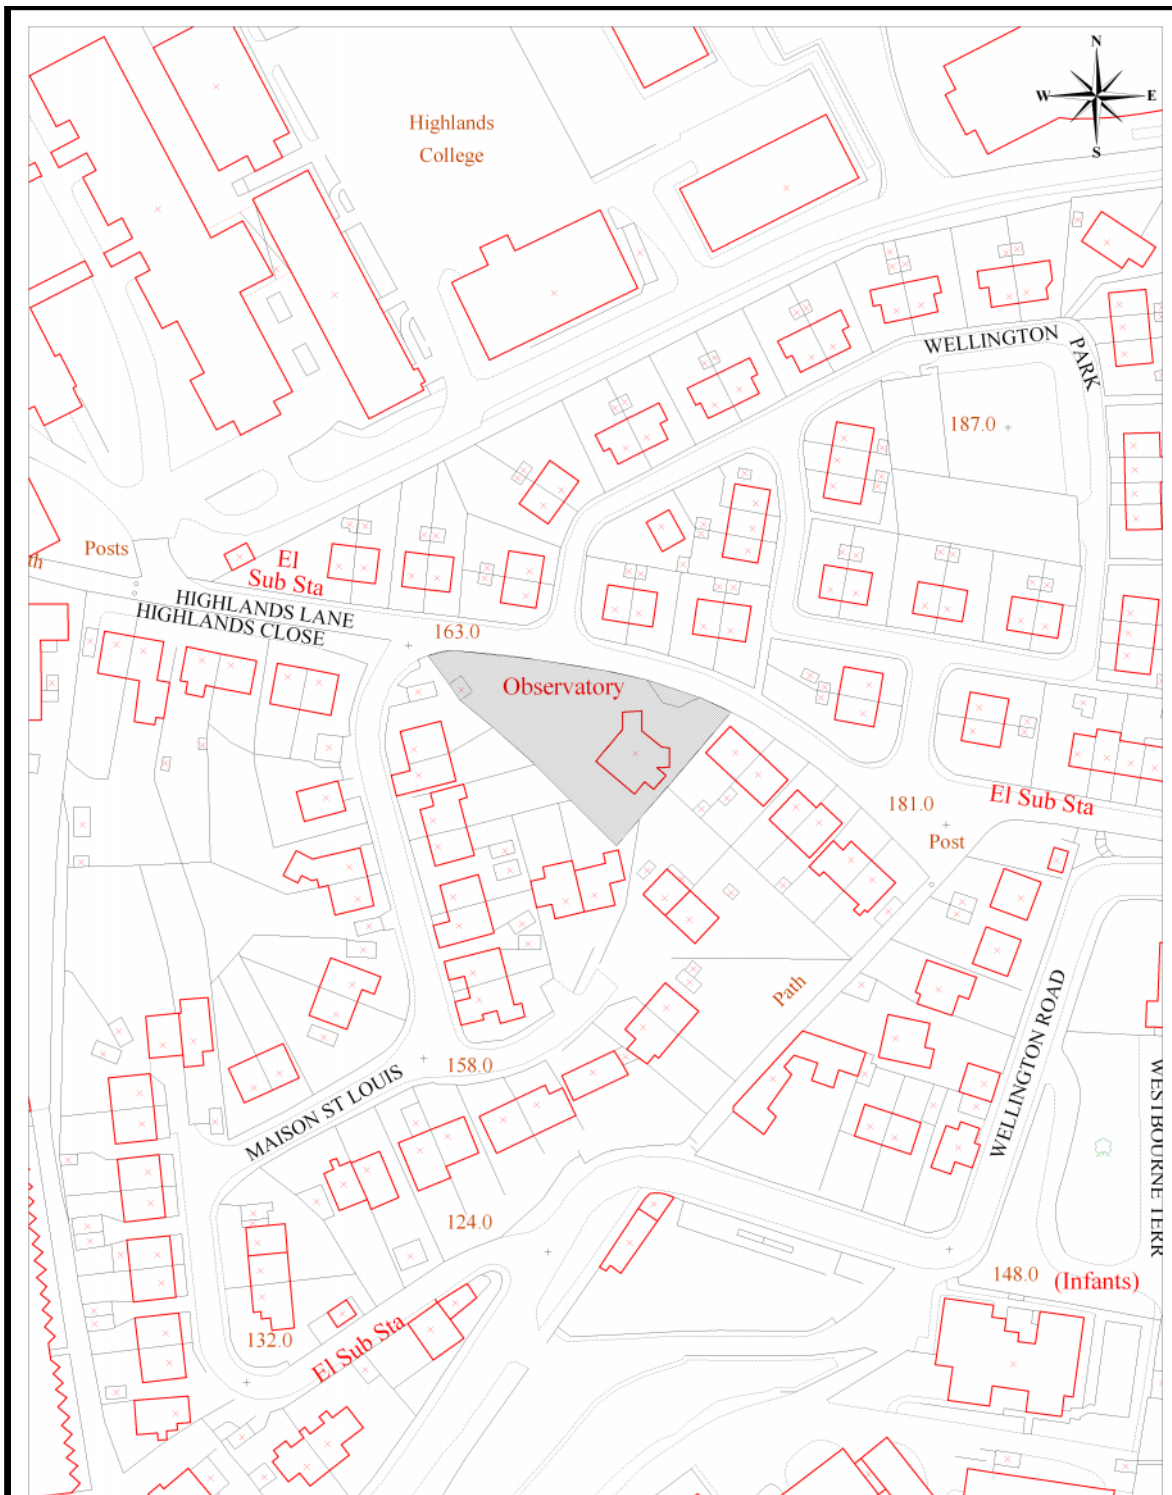 N
W E
S
Highlands
College
WELLINGTON
PARK
187.0
Posts
th
El
Sub Sta
HIGHLANDS LANE
HIGHLANDS CLOSE
163.0
Observatory
181.0
El Sub Sta
Post
Path
WELLINGTON ROAD
158.0
MAISON ST LOUIS
WESTBOURNE TERR
124.0
148.0
(Infants)
132.0
El Sub Sta